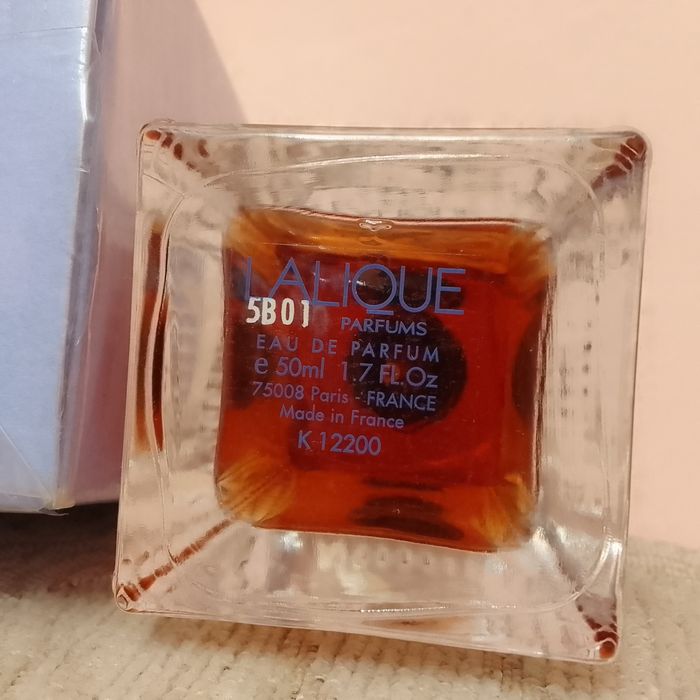 LALIQUE
5B01
PARFUMS
EAU DE PARFUM
e 50ml 1.7 FL.Oz
75008 Paris - FRANCE
Made in France
K 12200